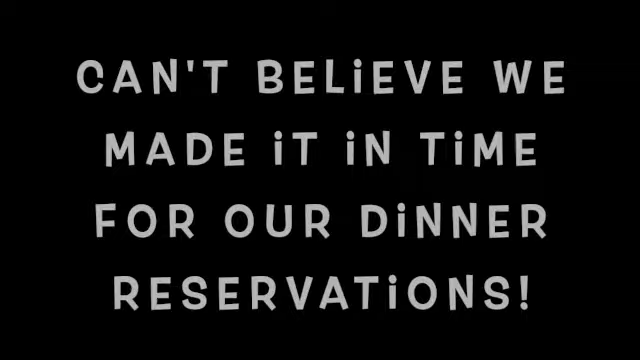 CAN'T BELiEVE WE
MADE iT iN TiME
FOR OUR DiNNER
RESERVATiONS!